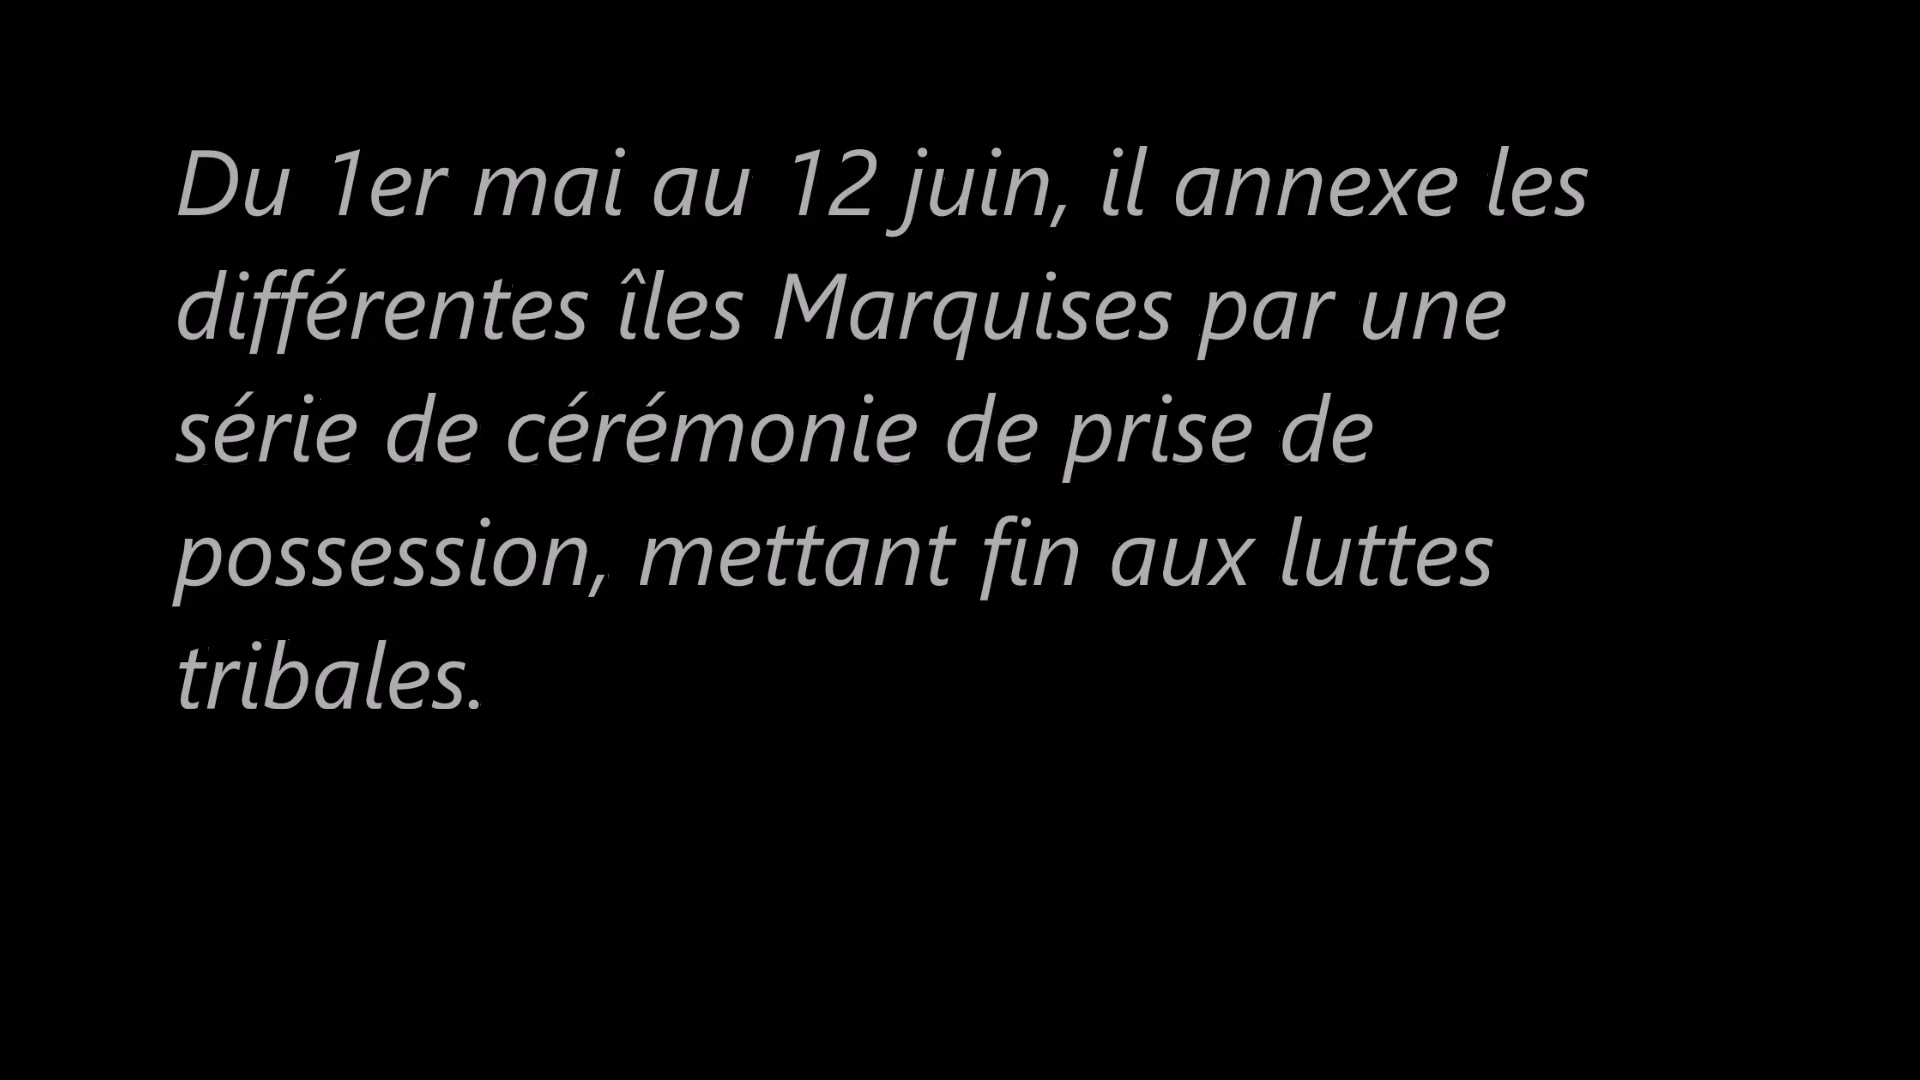 Du 1er mai au 12 juin, il annexe les
différentes îles Marquises par une
série de cérémonie de prise de
possession, mettant fin aux luttes
tribales.